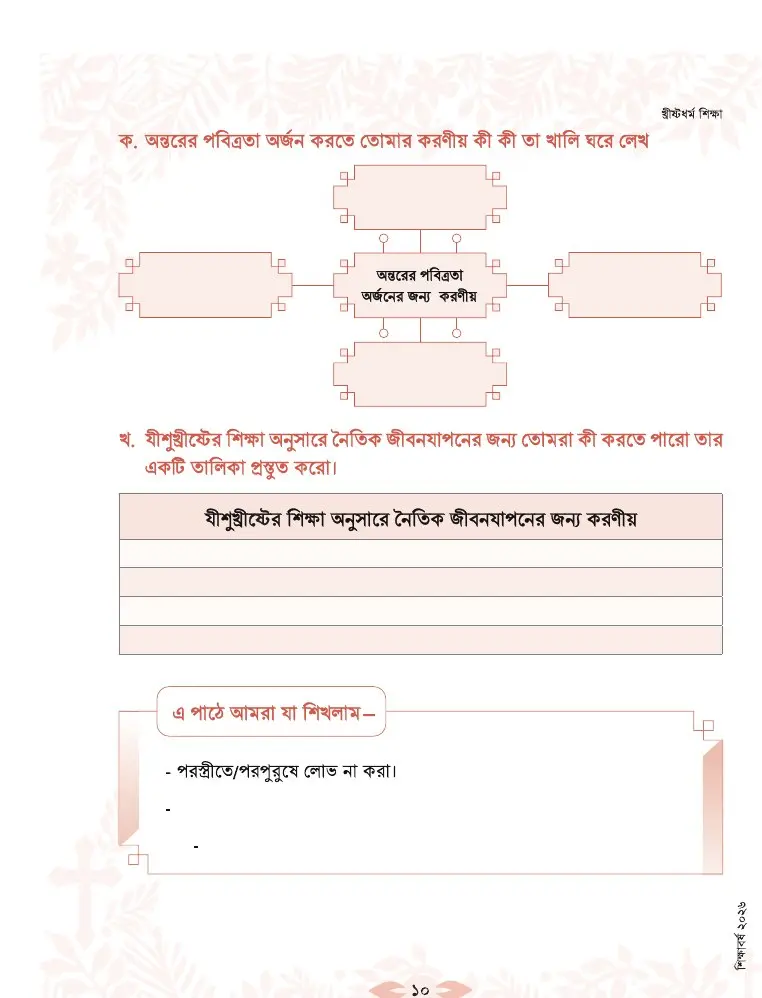 খ্রীষ্টধর্ম শিক্ষা
ক. অন্তরের পবিত্রতা অর্জন করতে তোমার করণীয় কী কী তা খালি ঘরে লেখ
অন্তরের পবিত্রতা
অর্জনের জন্য করণীয়
খ. যীশুখ্রীষ্টের শিক্ষা অনুসারে নৈতিক জীবনযাপনের জন্য তোমরা কী করতে পারো তার
একটি তালিকা প্রস্তুত করো।
যীশুখ্রীষ্টের শিক্ষা অনুসারে নৈতিক জীবনযাপনের জন্য করণীয়
এ পাঠে আমরা যা শিখলাম–
- পরস্ত্রীতে/পরপুরুষে লোভ না করা।
-
-
শিক্ষাবর্ষ ২০২৬
১০